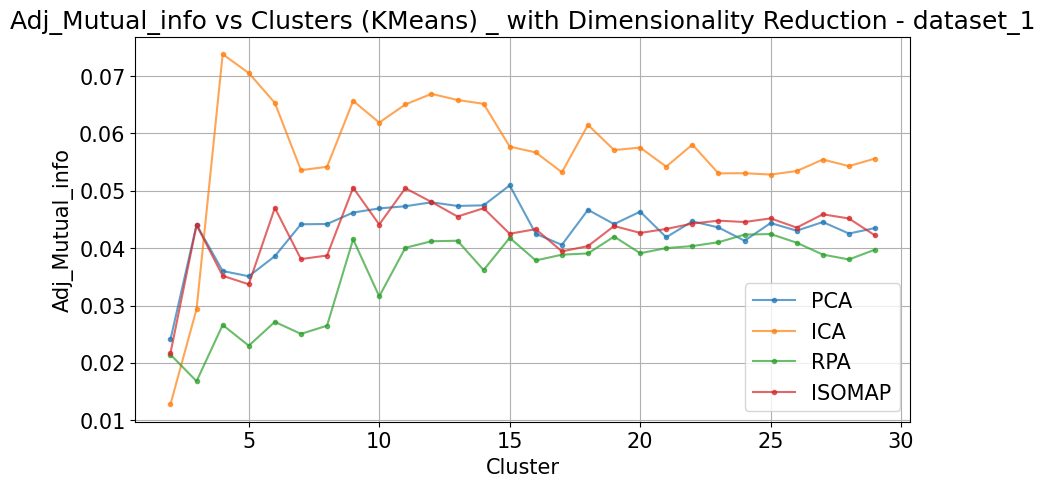 Adj_Mutual_info vs Clusters (KMeans) _ with Dimensionality Reduction - dataset_1
Adj_Mutual_info
0.07
0.06
0.05
0.04
0.03
0.02
0.01
5 10 15 20 25 30
Cluster
PCA
ICA
RPA
ISOMAP